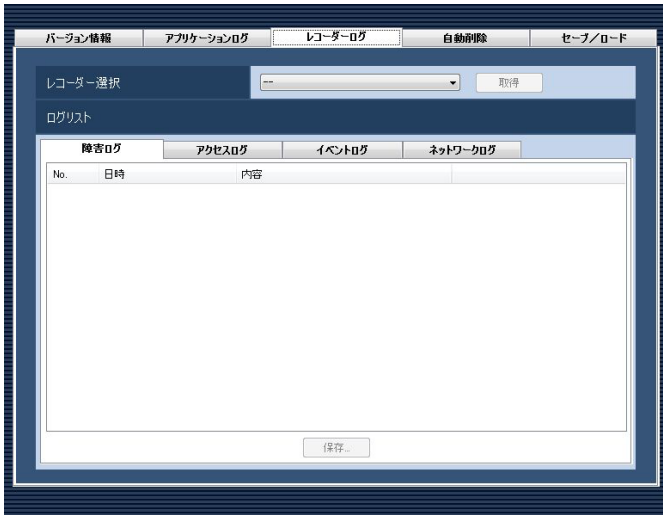 バージョン情報 アプリケーションログ レコーダーログ 自動削除 セーブ／ロード
レコーダー選択 -- 取得
ログリスト
障害ログ アクセスログ イベントログ ネットワークログ
No. 日時 内容
保存...